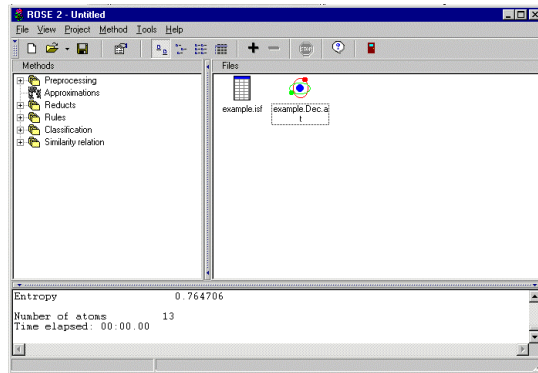 ROSE 2 - Untitled
File View Project Method Tools Help
Methods
Preprocessing
Approximations
Reducts
Rules
Classification
Similarity relation
Files
example.isf
example.Dec.a
t
Entropy 0.764706
Number of atoms 13
Time elapsed: 00:00.00